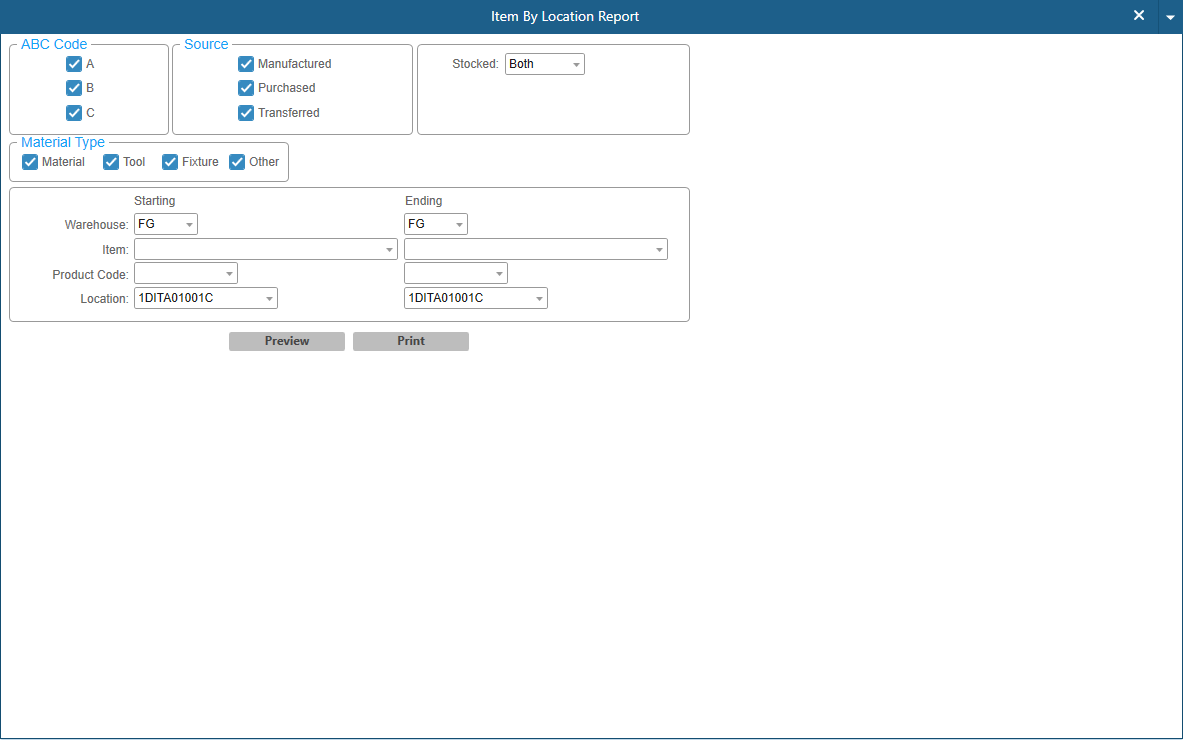 Item By Location Report
ABC Code
A
B
C
Source
Manufactured
Purchased
Transferred
Stocked: Both
Material Type
Material Tool Fixture Other
Starting Ending
Warehouse: FG FG
Item:
Product Code:
Location: 1DITA01001C 1DITA01001C
Preview Print